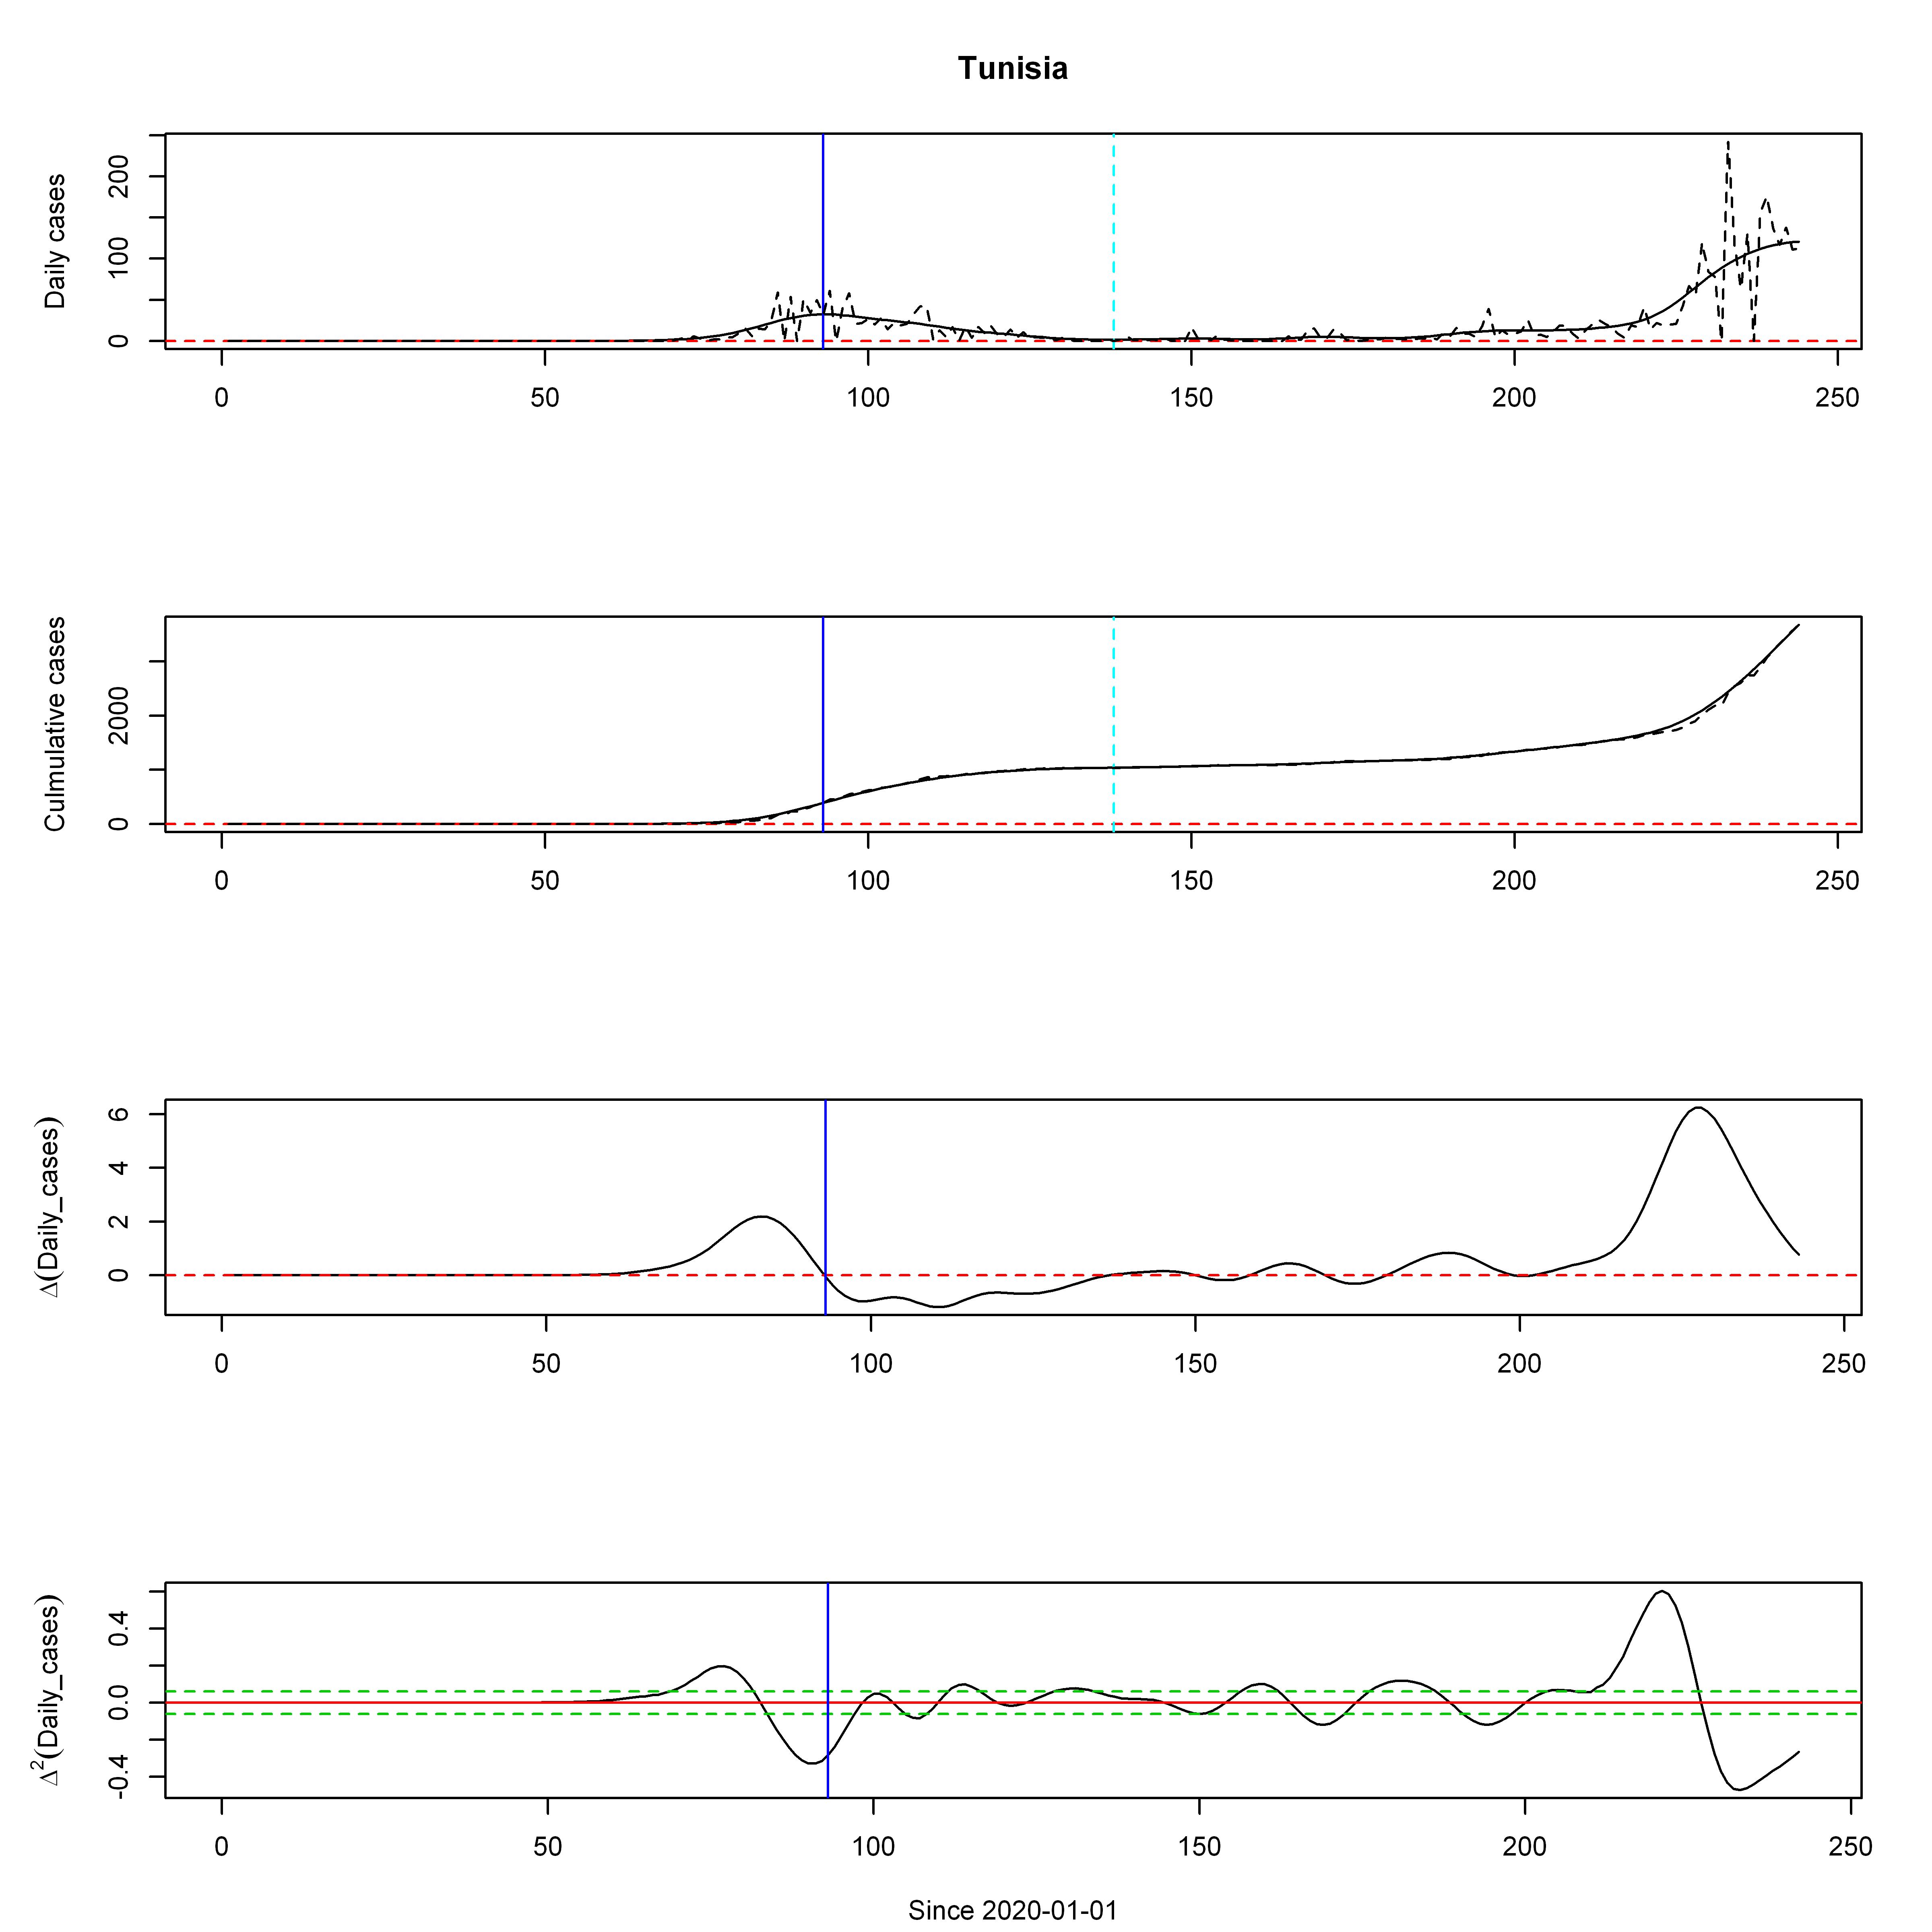 Tunisia
Daily cases
0 100 200
0 50 100 150 200 250
Culmulative cases
0 2000
0 50 100 150 200 250
Δ(Daily_cases)
0 2 4 6
0 50 100 150 200 250
Δ²(Daily_cases)
-0.4 0.0 0.4
0 50 100 150 200 250
Since 2020-01-01